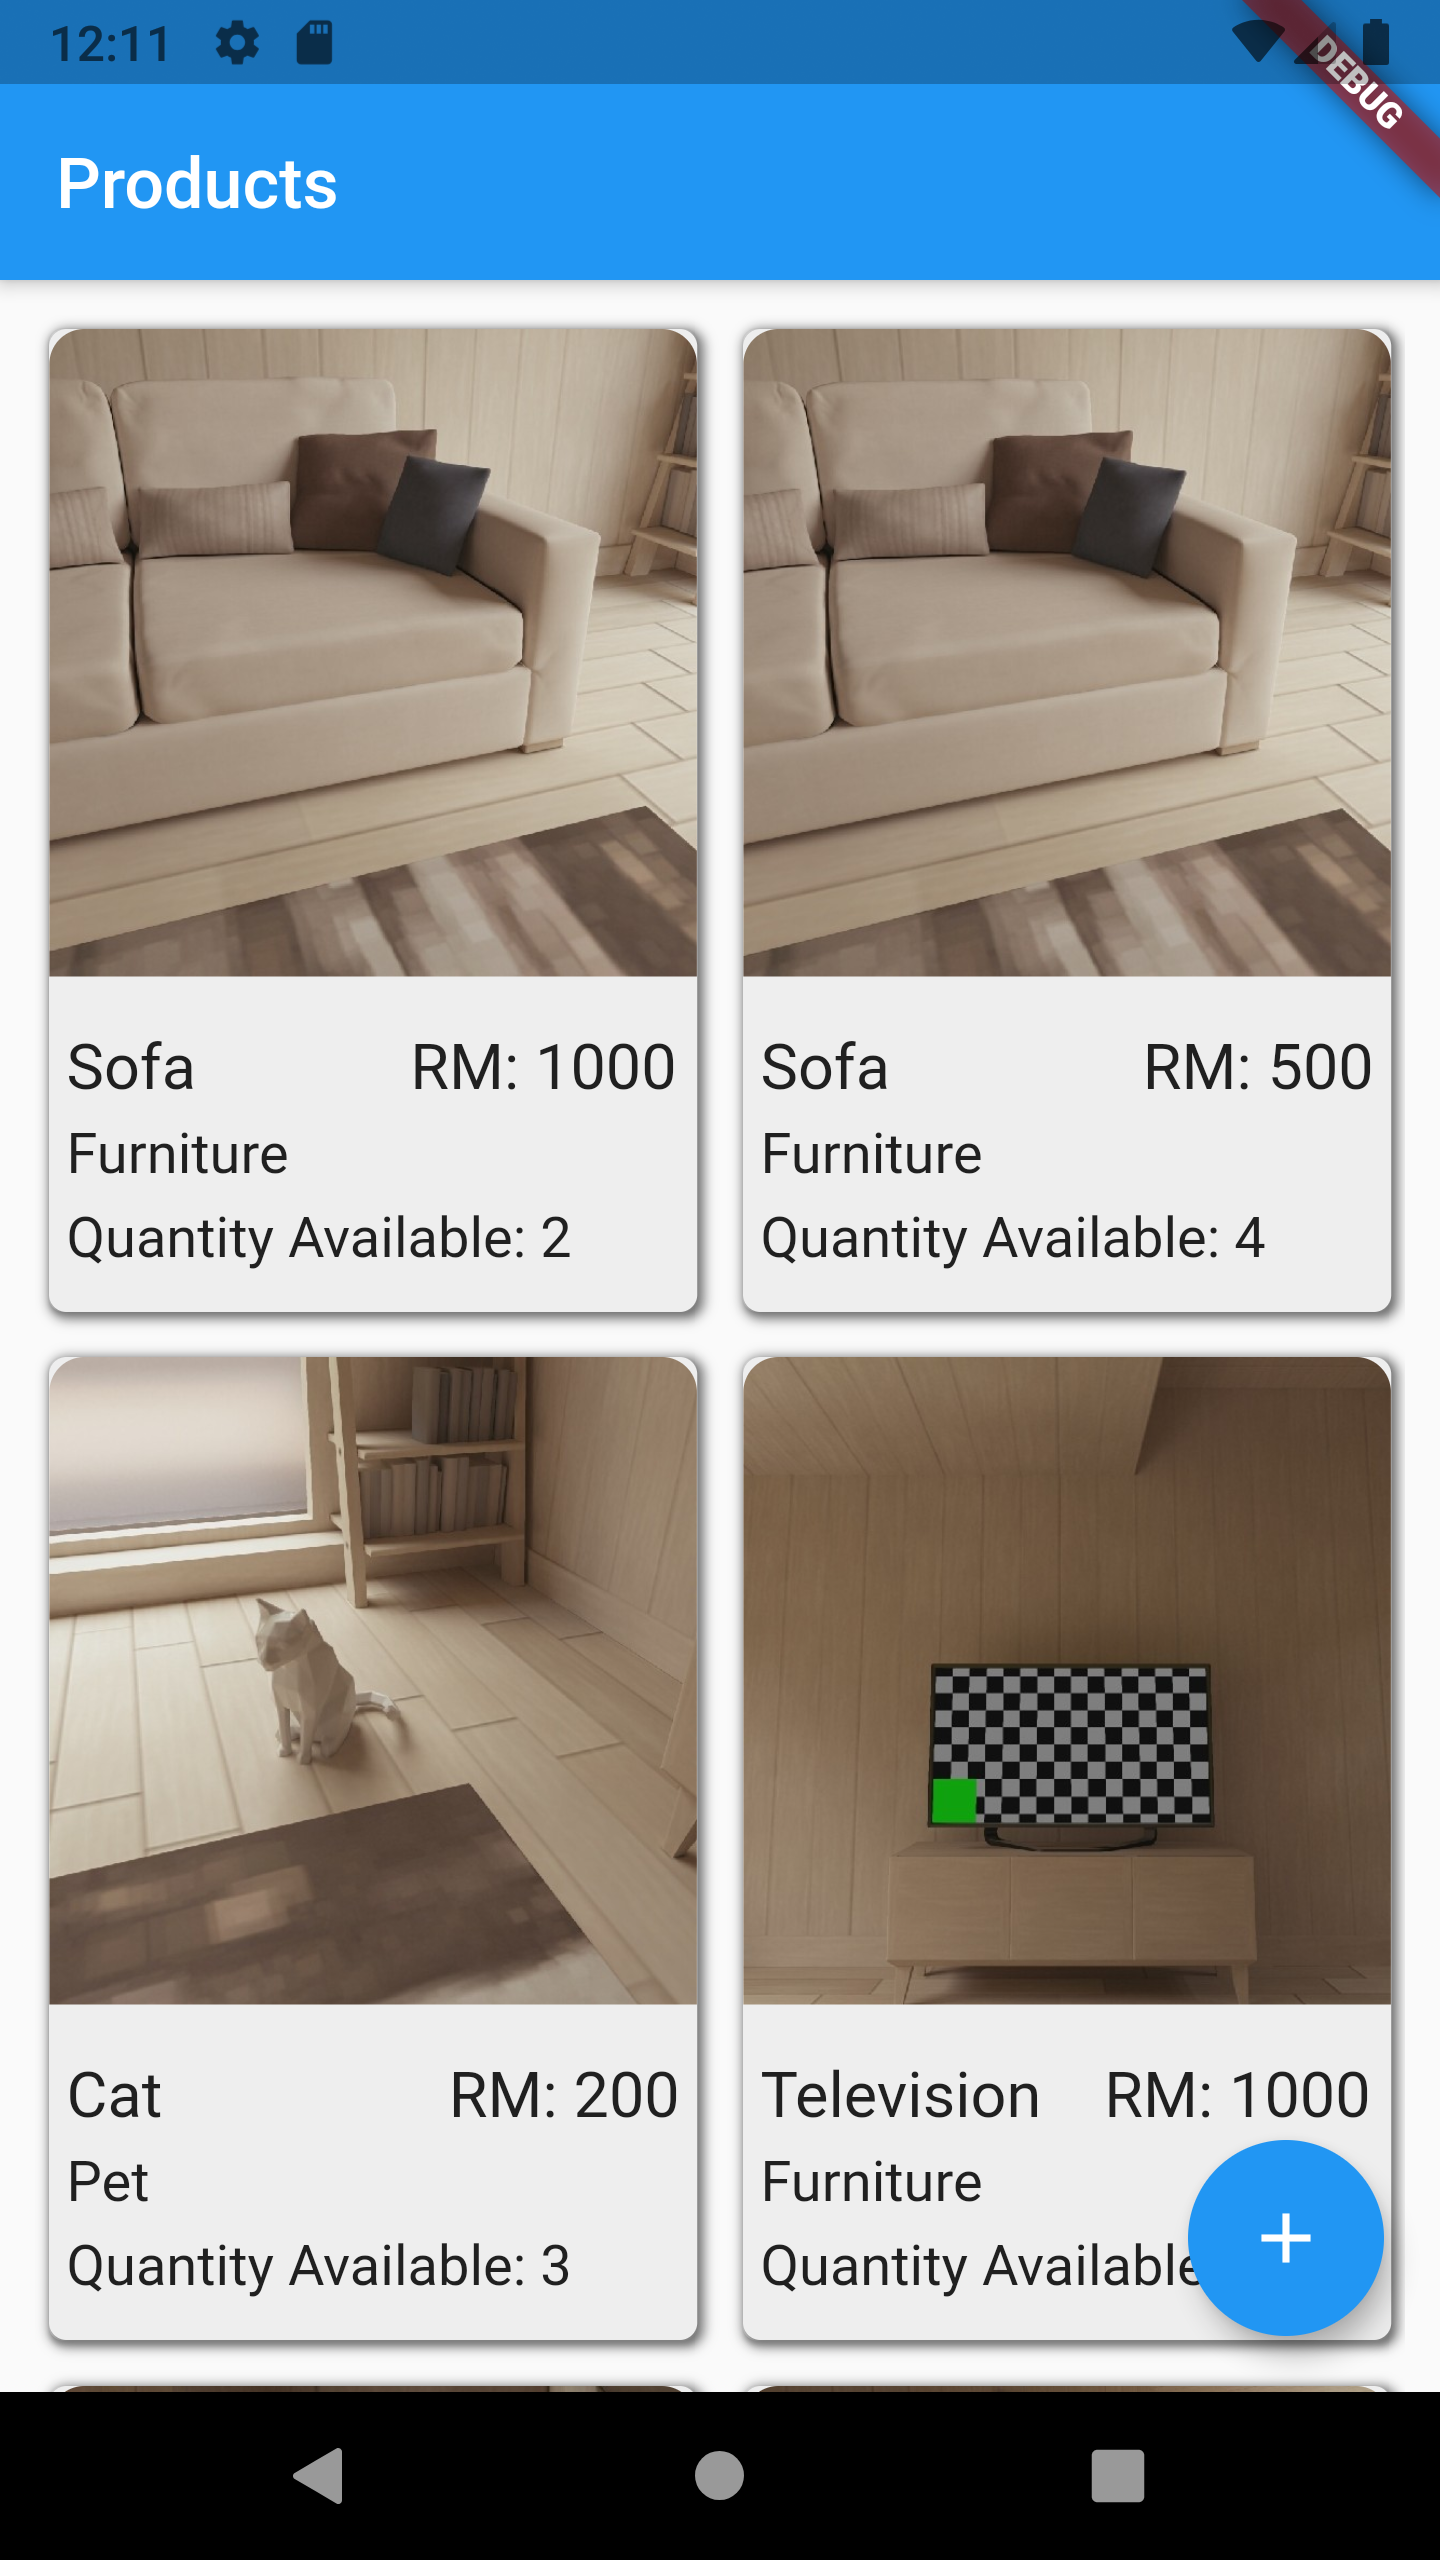 12:11
DEBUG
Products
Sofa RM: 1000
Furniture
Quantity Available: 2
Sofa RM: 500
Furniture
Quantity Available: 4
Cat RM: 200
Pet
Quantity Available: 3
Television RM: 1000
Furniture
Quantity Available